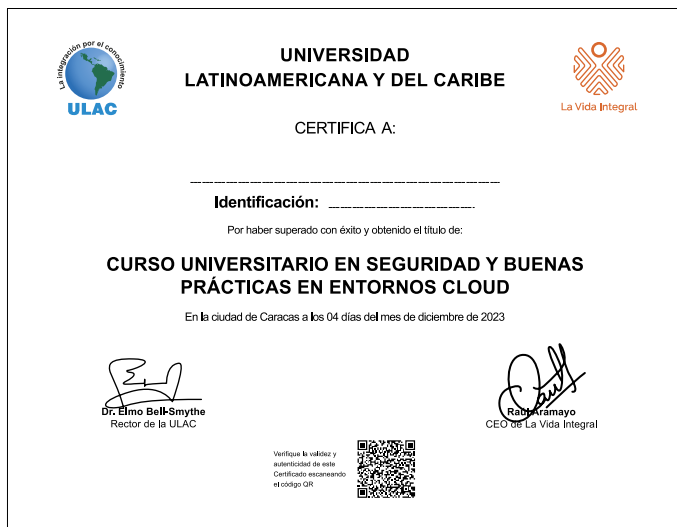 La integración por el conocimiento
ULAC
UNIVERSIDAD
LATINOAMERICANA Y DEL CARIBE
La Vida Integral
CERTIFICA A:
Identificación:
Por haber superado con éxito y obtenido el título de:
CURSO UNIVERSITARIO EN SEGURIDAD Y BUENAS
PRÁCTICAS EN ENTORNOS CLOUD
En la ciudad de Caracas a los 04 días del mes de diciembre de 2023
Dr. Elmo Bell-Smythe
Rector de la ULAC
Raúl Aramayo
CEO de La Vida Integral
Verifique la validez y
autenticidad de este
Certificado escaneando
el código QR